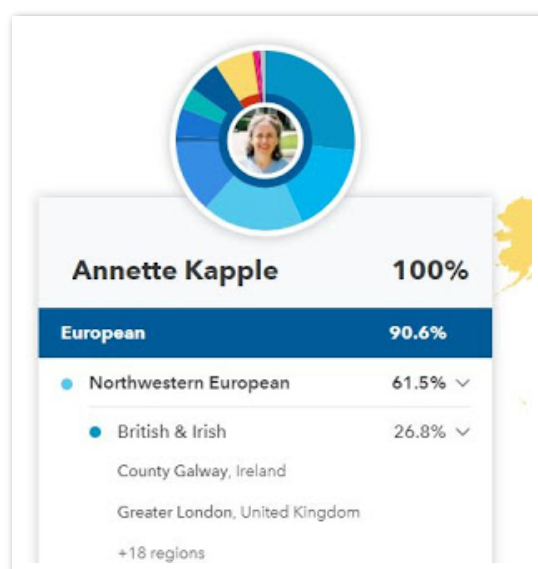 Annette Kapple 100%
European 90.6%
Northwestern European 61.5%
British & Irish 26.8%
County Galway, Ireland
Greater London, United Kingdom
+18 regions